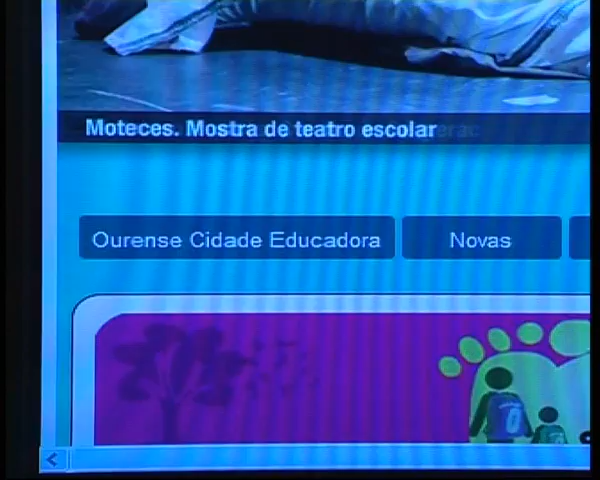 Moteces. Mostra de teatro escolar
Ourense Cidade Educadora
Novas